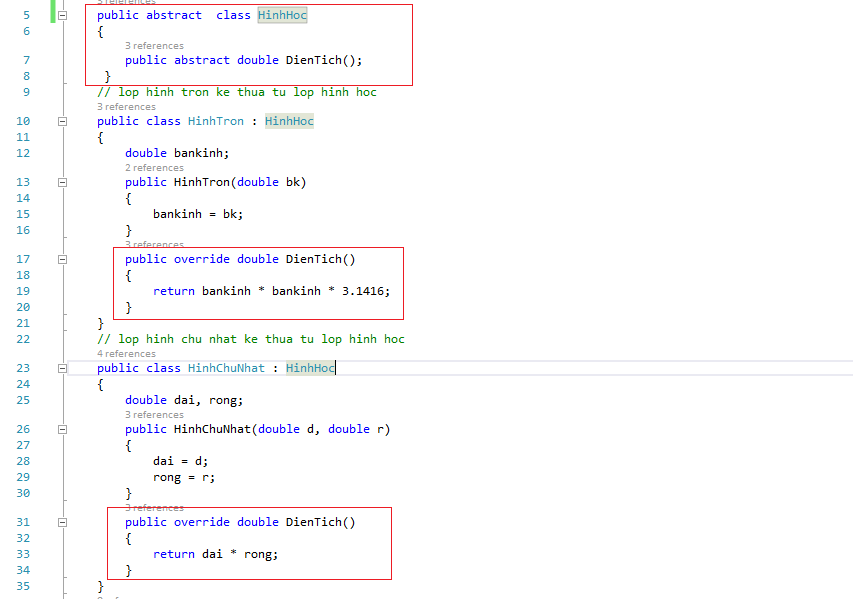 5 public abstract  class HinhHoc
6 {
3 references
7 public abstract double DienTich();
8 }
9 // lop hinh tron ke thua tu lop hinh hoc
3 references
10 public class HinhTron : HinhHoc
11 {
12 double bankinh;
2 references
13 public HinhTron(double bk)
14 {
15 bankinh = bk;
16 }
3 references
17 public override double DienTich()
18 {
19 return bankinh * bankinh * 3.1416;
20 }
21 }
22 // lop hinh chu nhat ke thua tu lop hinh hoc
4 references
23 public class HinhChuNhat : HinhHoc
24 {
25 double dai, rong;
3 references
26 public HinhChuNhat(double d, double r)
27 {
28 dai = d;
29 rong = r;
30 }
3 references
31 public override double DienTich()
32 {
33 return dai * rong;
34 }
35 }